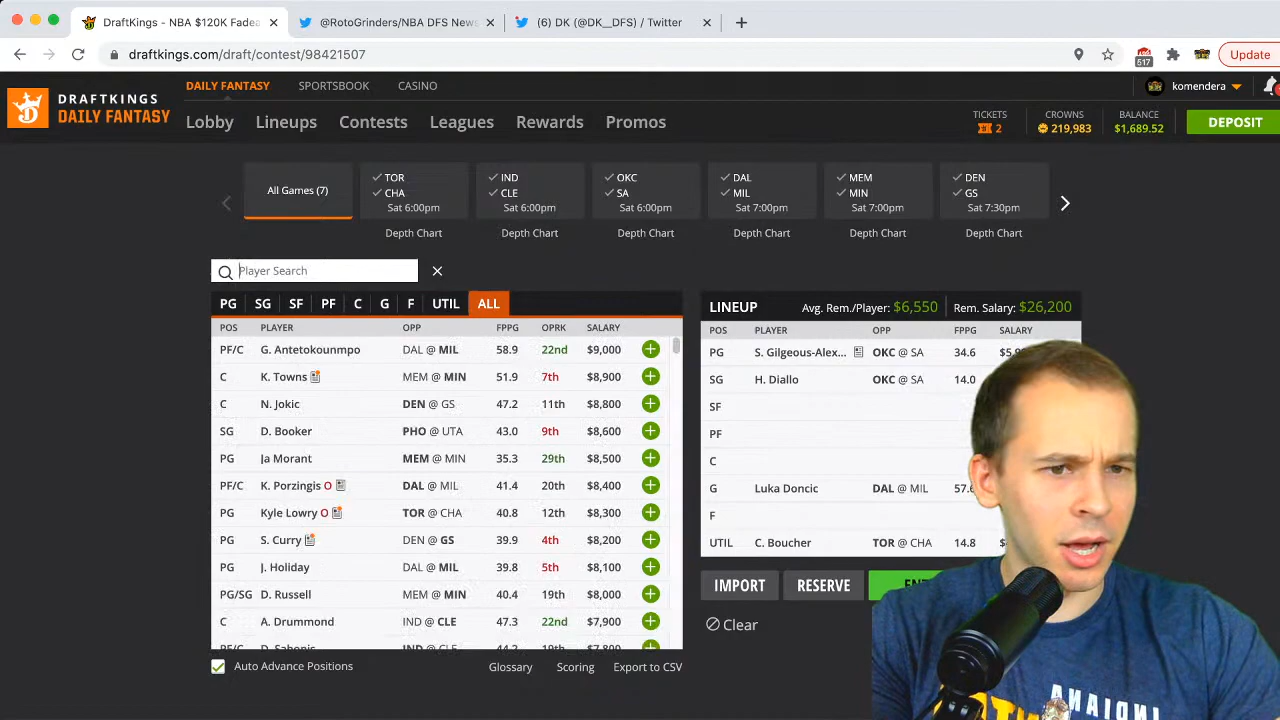 DraftKings - NBA $120K Fadea
@RotoGrinders/NBA DFS News
(6) DK (@DK__DFS) / Twitter
draftkings.com/draft/contest/98421507
517
Update
DAILY FANTASY SPORTSBOOK CASINO
komendera
DRAFTKINGS
DAILY FANTASY
Lobby Lineups Contests Leagues Rewards Promos
TICKETS
2
CROWNS
219,983
BALANCE
$1,689.52
DEPOSIT
All Games (7)
TOR
CHA
Sat 6:00pm
Depth Chart
IND
CLE
Sat 6:00pm
Depth Chart
OKC
SA
Sat 6:00pm
Depth Chart
DAL
MIL
Sat 7:00pm
Depth Chart
MEM
MIN
Sat 7:00pm
Depth Chart
DEN
GS
Sat 7:30pm
Depth Chart
Player Search
PG SG SF PF C G F UTIL ALL
POS PLAYER OPP FPPG OPRK SALARY
PF/C G. Antetokounmpo DAL @ MIL 58.9 22nd $9,000
C K. Towns MEM @ MIN 51.9 7th $8,900
C N. Jokic DEN @ GS 47.2 11th $8,800
SG D. Booker PHO @ UTA 43.0 9th $8,600
PG Ja Morant MEM @ MIN 35.3 29th $8,500
PF/C K. Porzingis O DAL @ MIL 41.4 20th $8,400
PG Kyle Lowry O TOR @ CHA 40.8 12th $8,300
PG S. Curry DEN @ GS 39.9 4th $8,200
PG J. Holiday DAL @ MIL 39.8 5th $8,100
PG/SG D. Russell MEM @ MIN 40.4 19th $8,000
C A. Drummond IND @ CLE 47.3 22nd $7,900
Auto Advance Positions
Glossary Scoring Export to CSV
LINEUP Avg. Rem./Player: $6,550 Rem. Salary: $26,200
POS PLAYER OPP FPPG SALARY
PG S. Gilgeous-Alex... OKC @ SA 34.6
SG H. Diallo OKC @ SA 14.0
SF
PF
C
G Luka Doncic DAL @ MIL 57.6
F
UTIL C. Boucher TOR @ CHA 14.8
IMPORT RESERVE
Clear
INDIANA